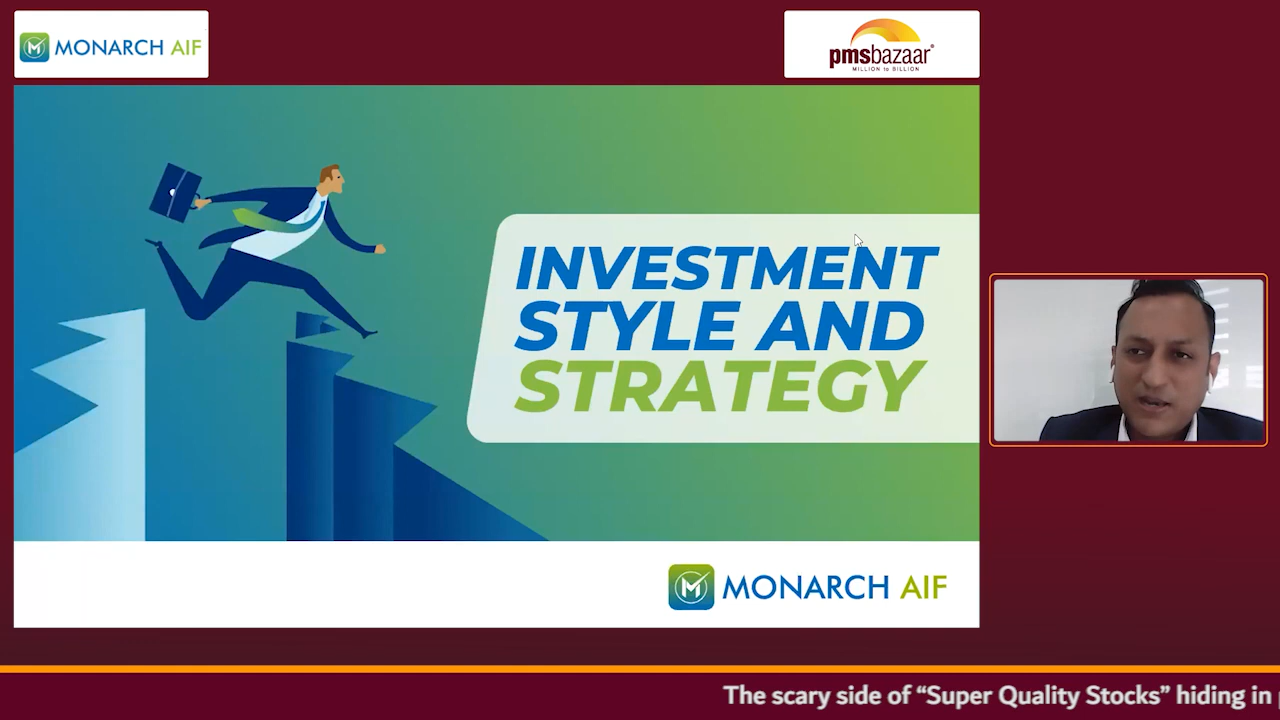 MONARCH AIF
pmsbazaar
MILLION to BILLION
INVESTMENT
STYLE AND
STRATEGY
MONARCH AIF
The scary side of “Super Quality Stocks” hiding in